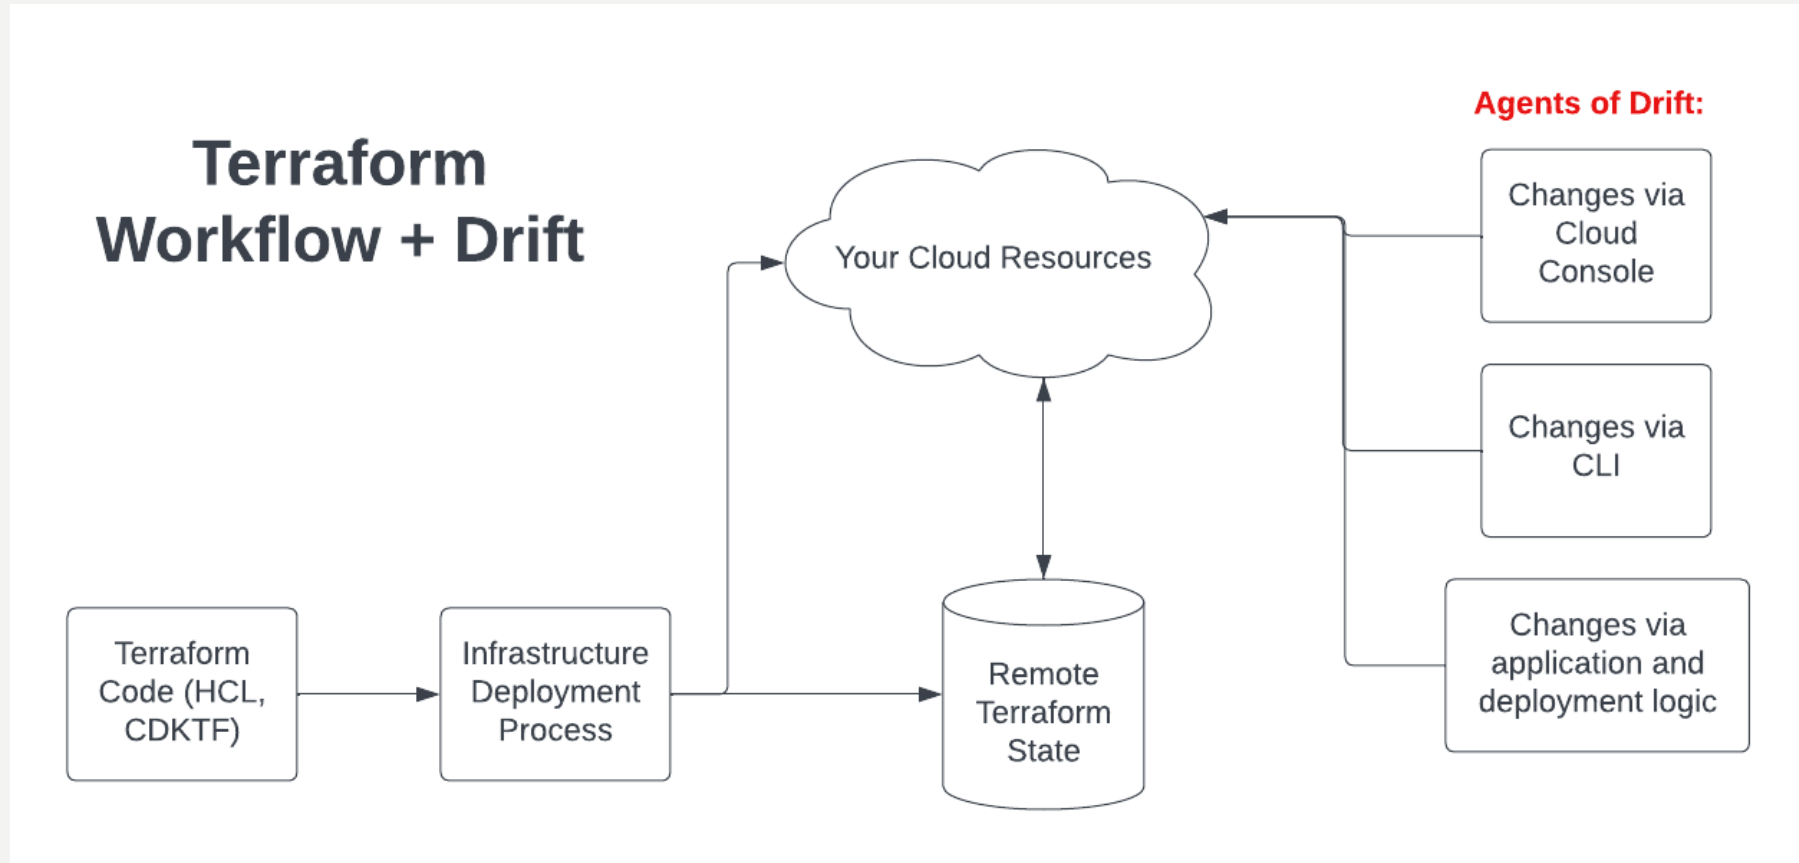 Terraform
Workflow + Drift
Agents of Drift:
Your Cloud Resources
Changes via
Cloud
Console
Changes via
CLI
Changes via
application and
deployment logic
Terraform
Code (HCL,
CDKTF)
Infrastructure
Deployment
Process
Remote
Terraform
State